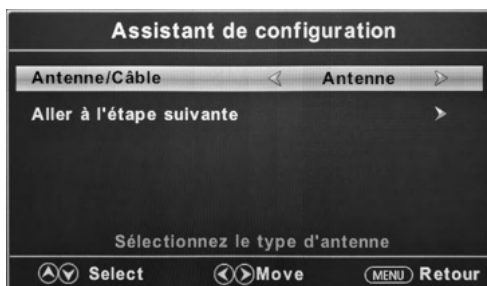 Assistant de configuration
Antenne/Câble Antenne
Aller à l'étape suivante
Sélectionnez le type d'antenne
Select Move MENU Retour